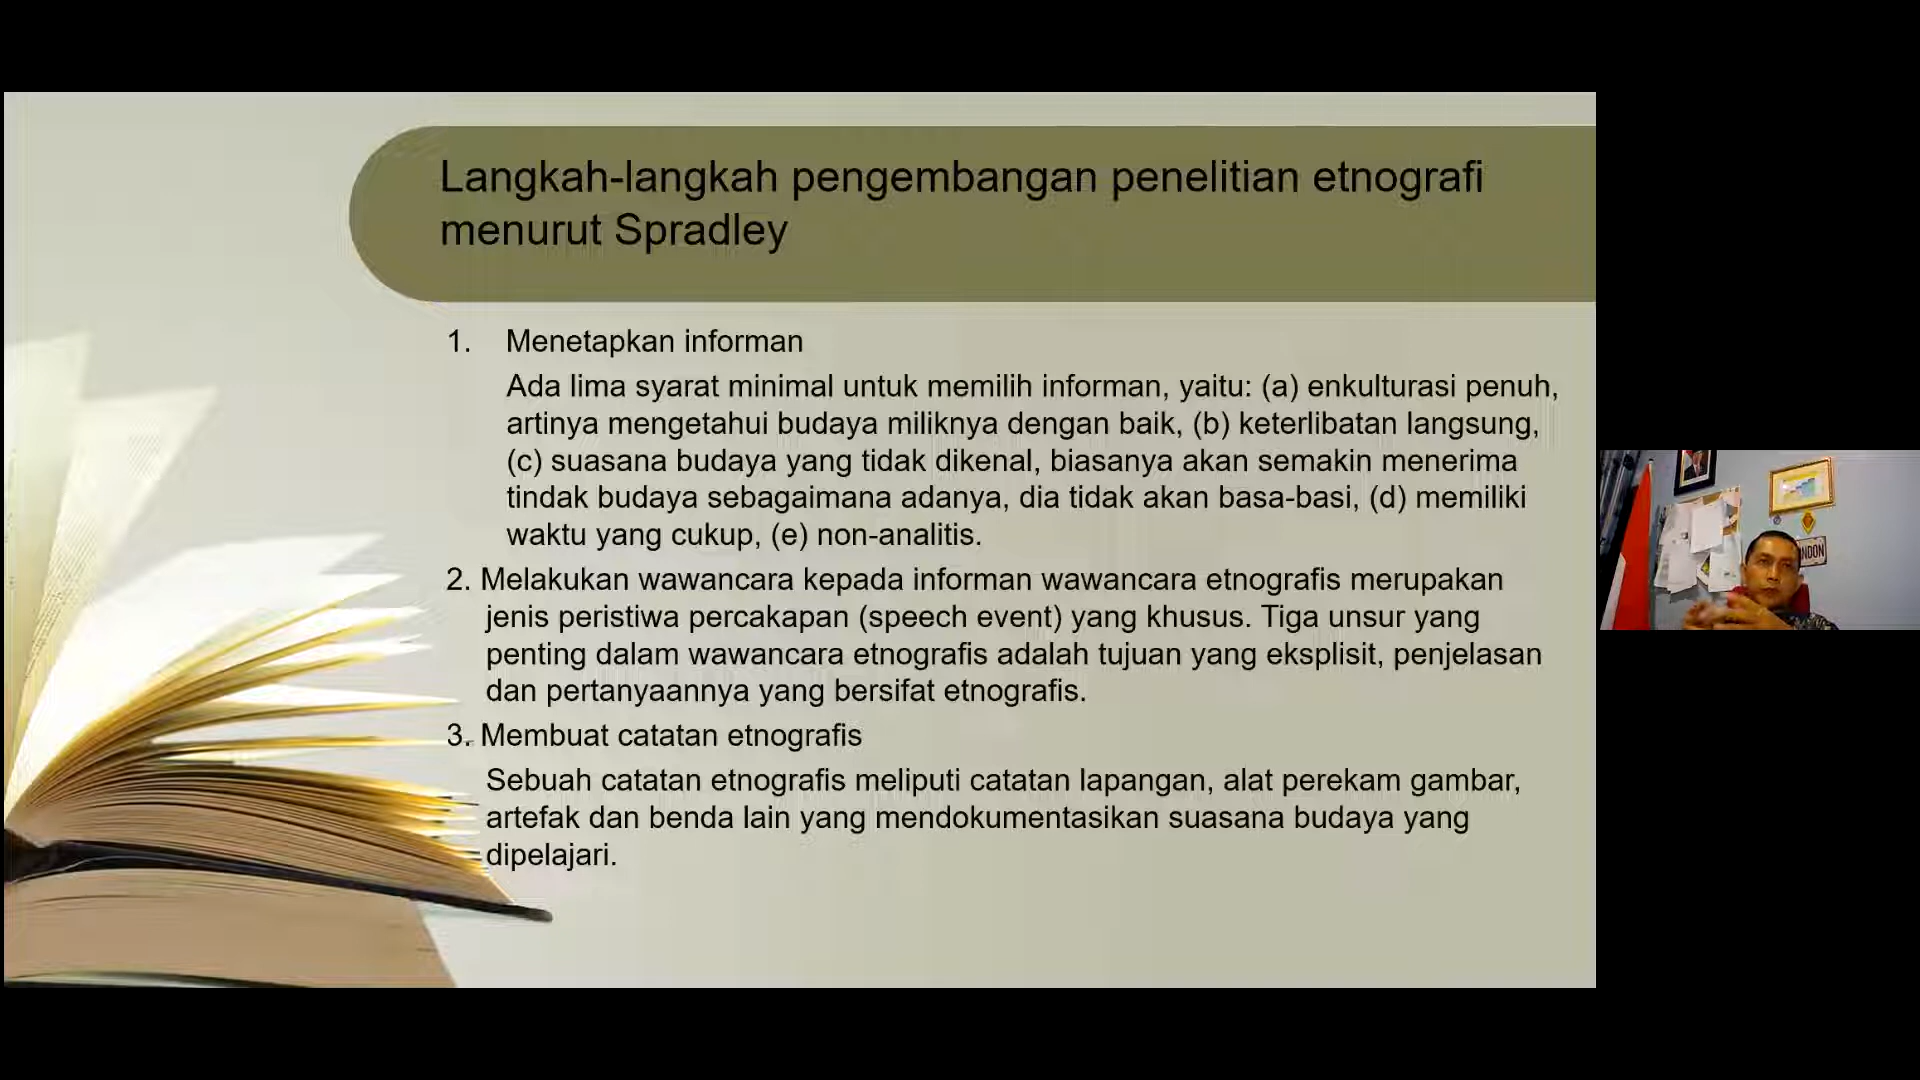 Langkah-langkah pengembangan penelitian etnografi
menurut Spradley
1. Menetapkan informan
Ada lima syarat minimal untuk memilih informan, yaitu: (a) enkulturasi penuh,
artinya mengetahui budaya miliknya dengan baik, (b) keterlibatan langsung,
(c) suasana budaya yang tidak dikenal, biasanya akan semakin menerima
tindak budaya sebagaimana adanya, dia tidak akan basa-basi, (d) memiliki
waktu yang cukup, (e) non-analitis.
2. Melakukan wawancara kepada informan wawancara etnografis merupakan
jenis peristiwa percakapan (speech event) yang khusus. Tiga unsur yang
penting dalam wawancara etnografis adalah tujuan yang eksplisit, penjelasan
dan pertanyaannya yang bersifat etnografis.
3. Membuat catatan etnografis
Sebuah catatan etnografis meliputi catatan lapangan, alat perekam gambar,
artefak dan benda lain yang mendokumentasikan suasana budaya yang
dipelajari.
NDON